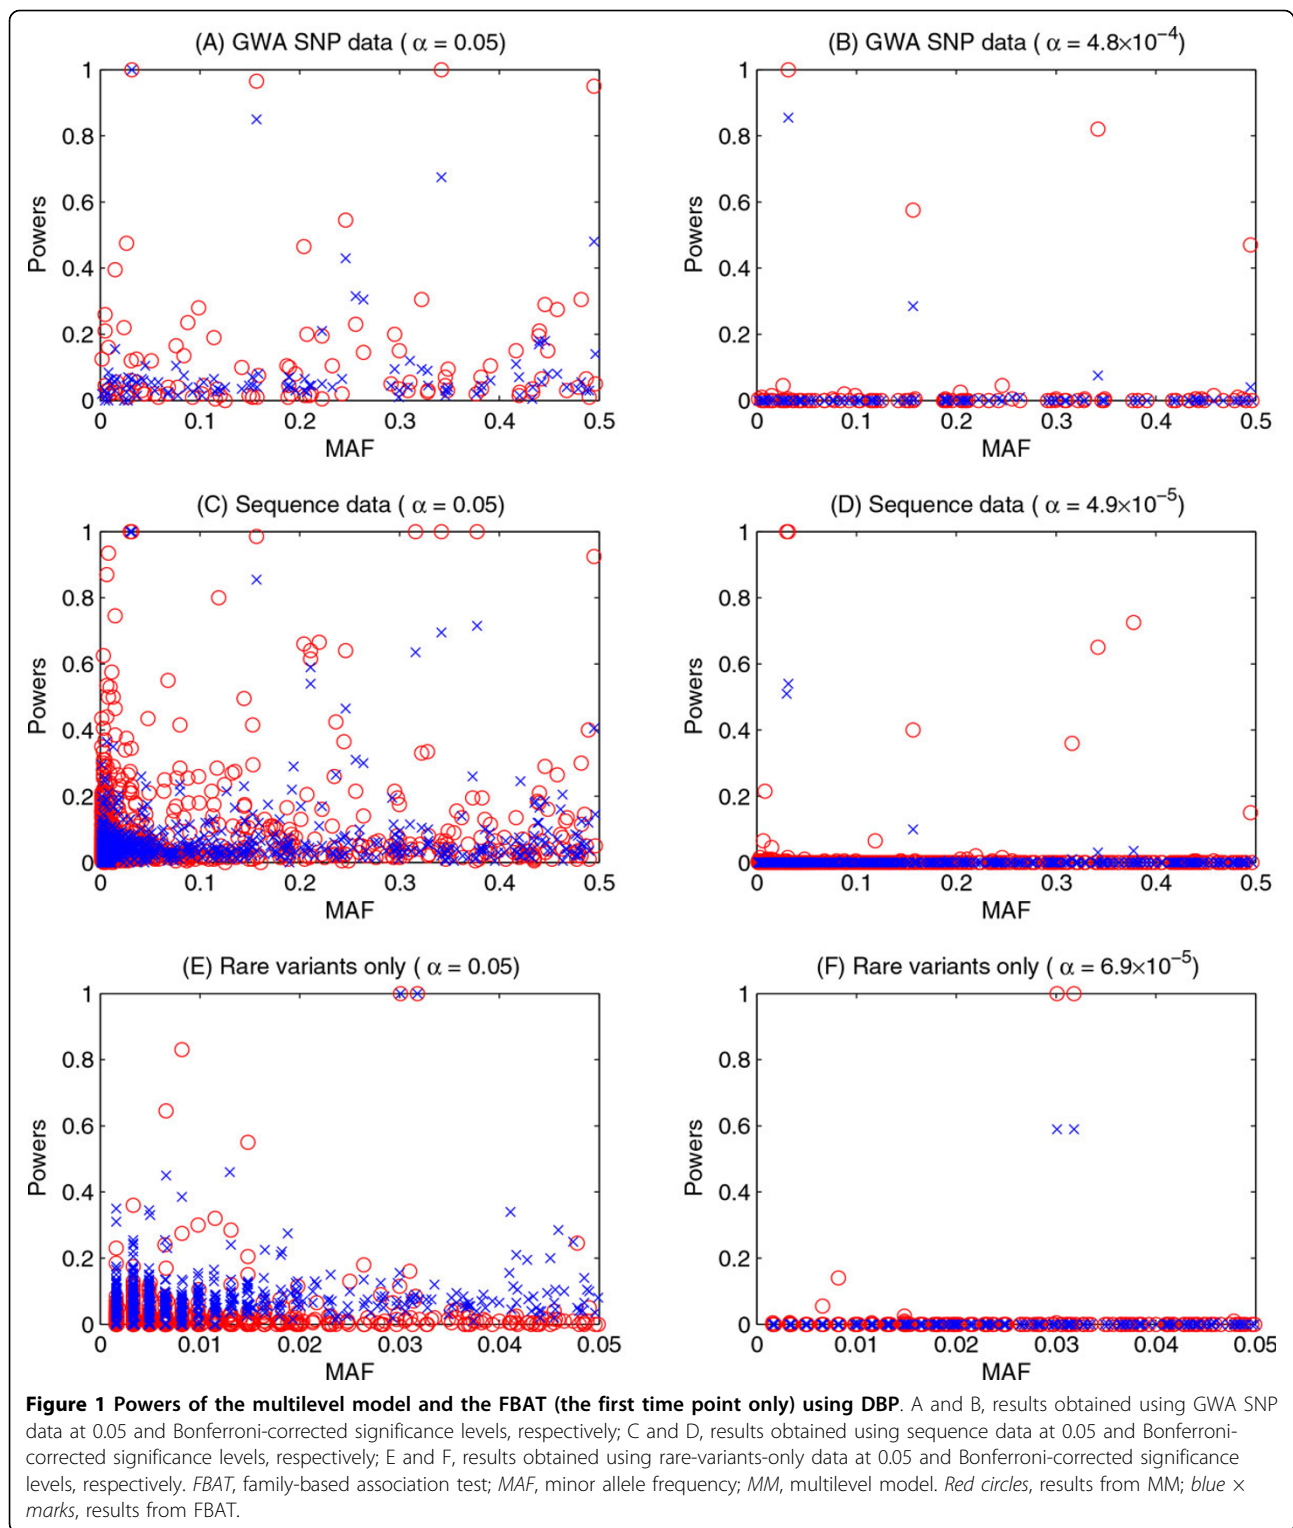 (A) GWA SNP data ( α = 0.05)
1
0.8
0.6
0.4
0.2
0
Powers
0 0.1 0.2 0.3 0.4 0.5
MAF
(B) GWA SNP data ( α = 4.8×10⁻⁴)
1
0.8
0.6
0.4
0.2
0
Powers
0 0.1 0.2 0.3 0.4 0.5
MAF
(C) Sequence data ( α = 0.05)
1
0.8
0.6
0.4
0.2
0
Powers
0 0.1 0.2 0.3 0.4 0.5
MAF
(D) Sequence data ( α = 4.9×10⁻⁵)
1
0.8
0.6
0.4
0.2
0
Powers
0 0.1 0.2 0.3 0.4 0.5
MAF
(E) Rare variants only ( α = 0.05)
1
0.8
0.6
0.4
0.2
0
Powers
0 0.01 0.02 0.03 0.04 0.05
MAF
(F) Rare variants only ( α = 6.9×10⁻⁵)
1
0.8
0.6
0.4
0.2
0
Powers
0 0.01 0.02 0.03 0.04 0.05
MAF
Figure 1 Powers of the multilevel model and the FBAT (the first time point only) using DBP. A and B, results obtained using GWA SNP
data at 0.05 and Bonferroni-corrected significance levels, respectively; C and D, results obtained using sequence data at 0.05 and Bonferroni-
corrected significance levels, respectively; E and F, results obtained using rare-variants-only data at 0.05 and Bonferroni-corrected significance
levels, respectively. FBAT, family-based association test; MAF, minor allele frequency; MM, multilevel model. Red circles, results from MM; blue ×
marks, results from FBAT.